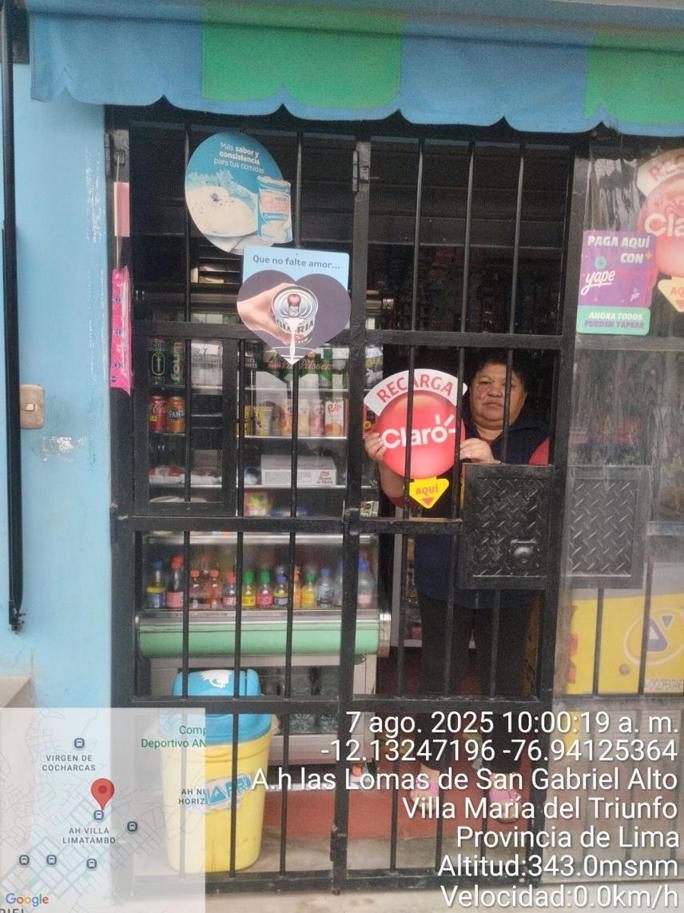 Más sabor y
consistencia
para tus comidas
Que no falte amor...
RECARGA
Claro
AQUÍ
PAGA AQUÍ
CON
yape
AHORA TODOS
PUEDEN YAPEAR
AQUÍ
VIRGEN DE
COCHARCAS
Deportivo AN
AH VILLA
LIMATAMBO
Google
7 ago. 2025 10:00:19 a. m.
-12.13247196 -76.94125364
A.h las Lomas de San Gabriel Alto
Villa María del Triunfo
Provincia de Lima
Altitud:343.0msnm
Velocidad:0.0km/h